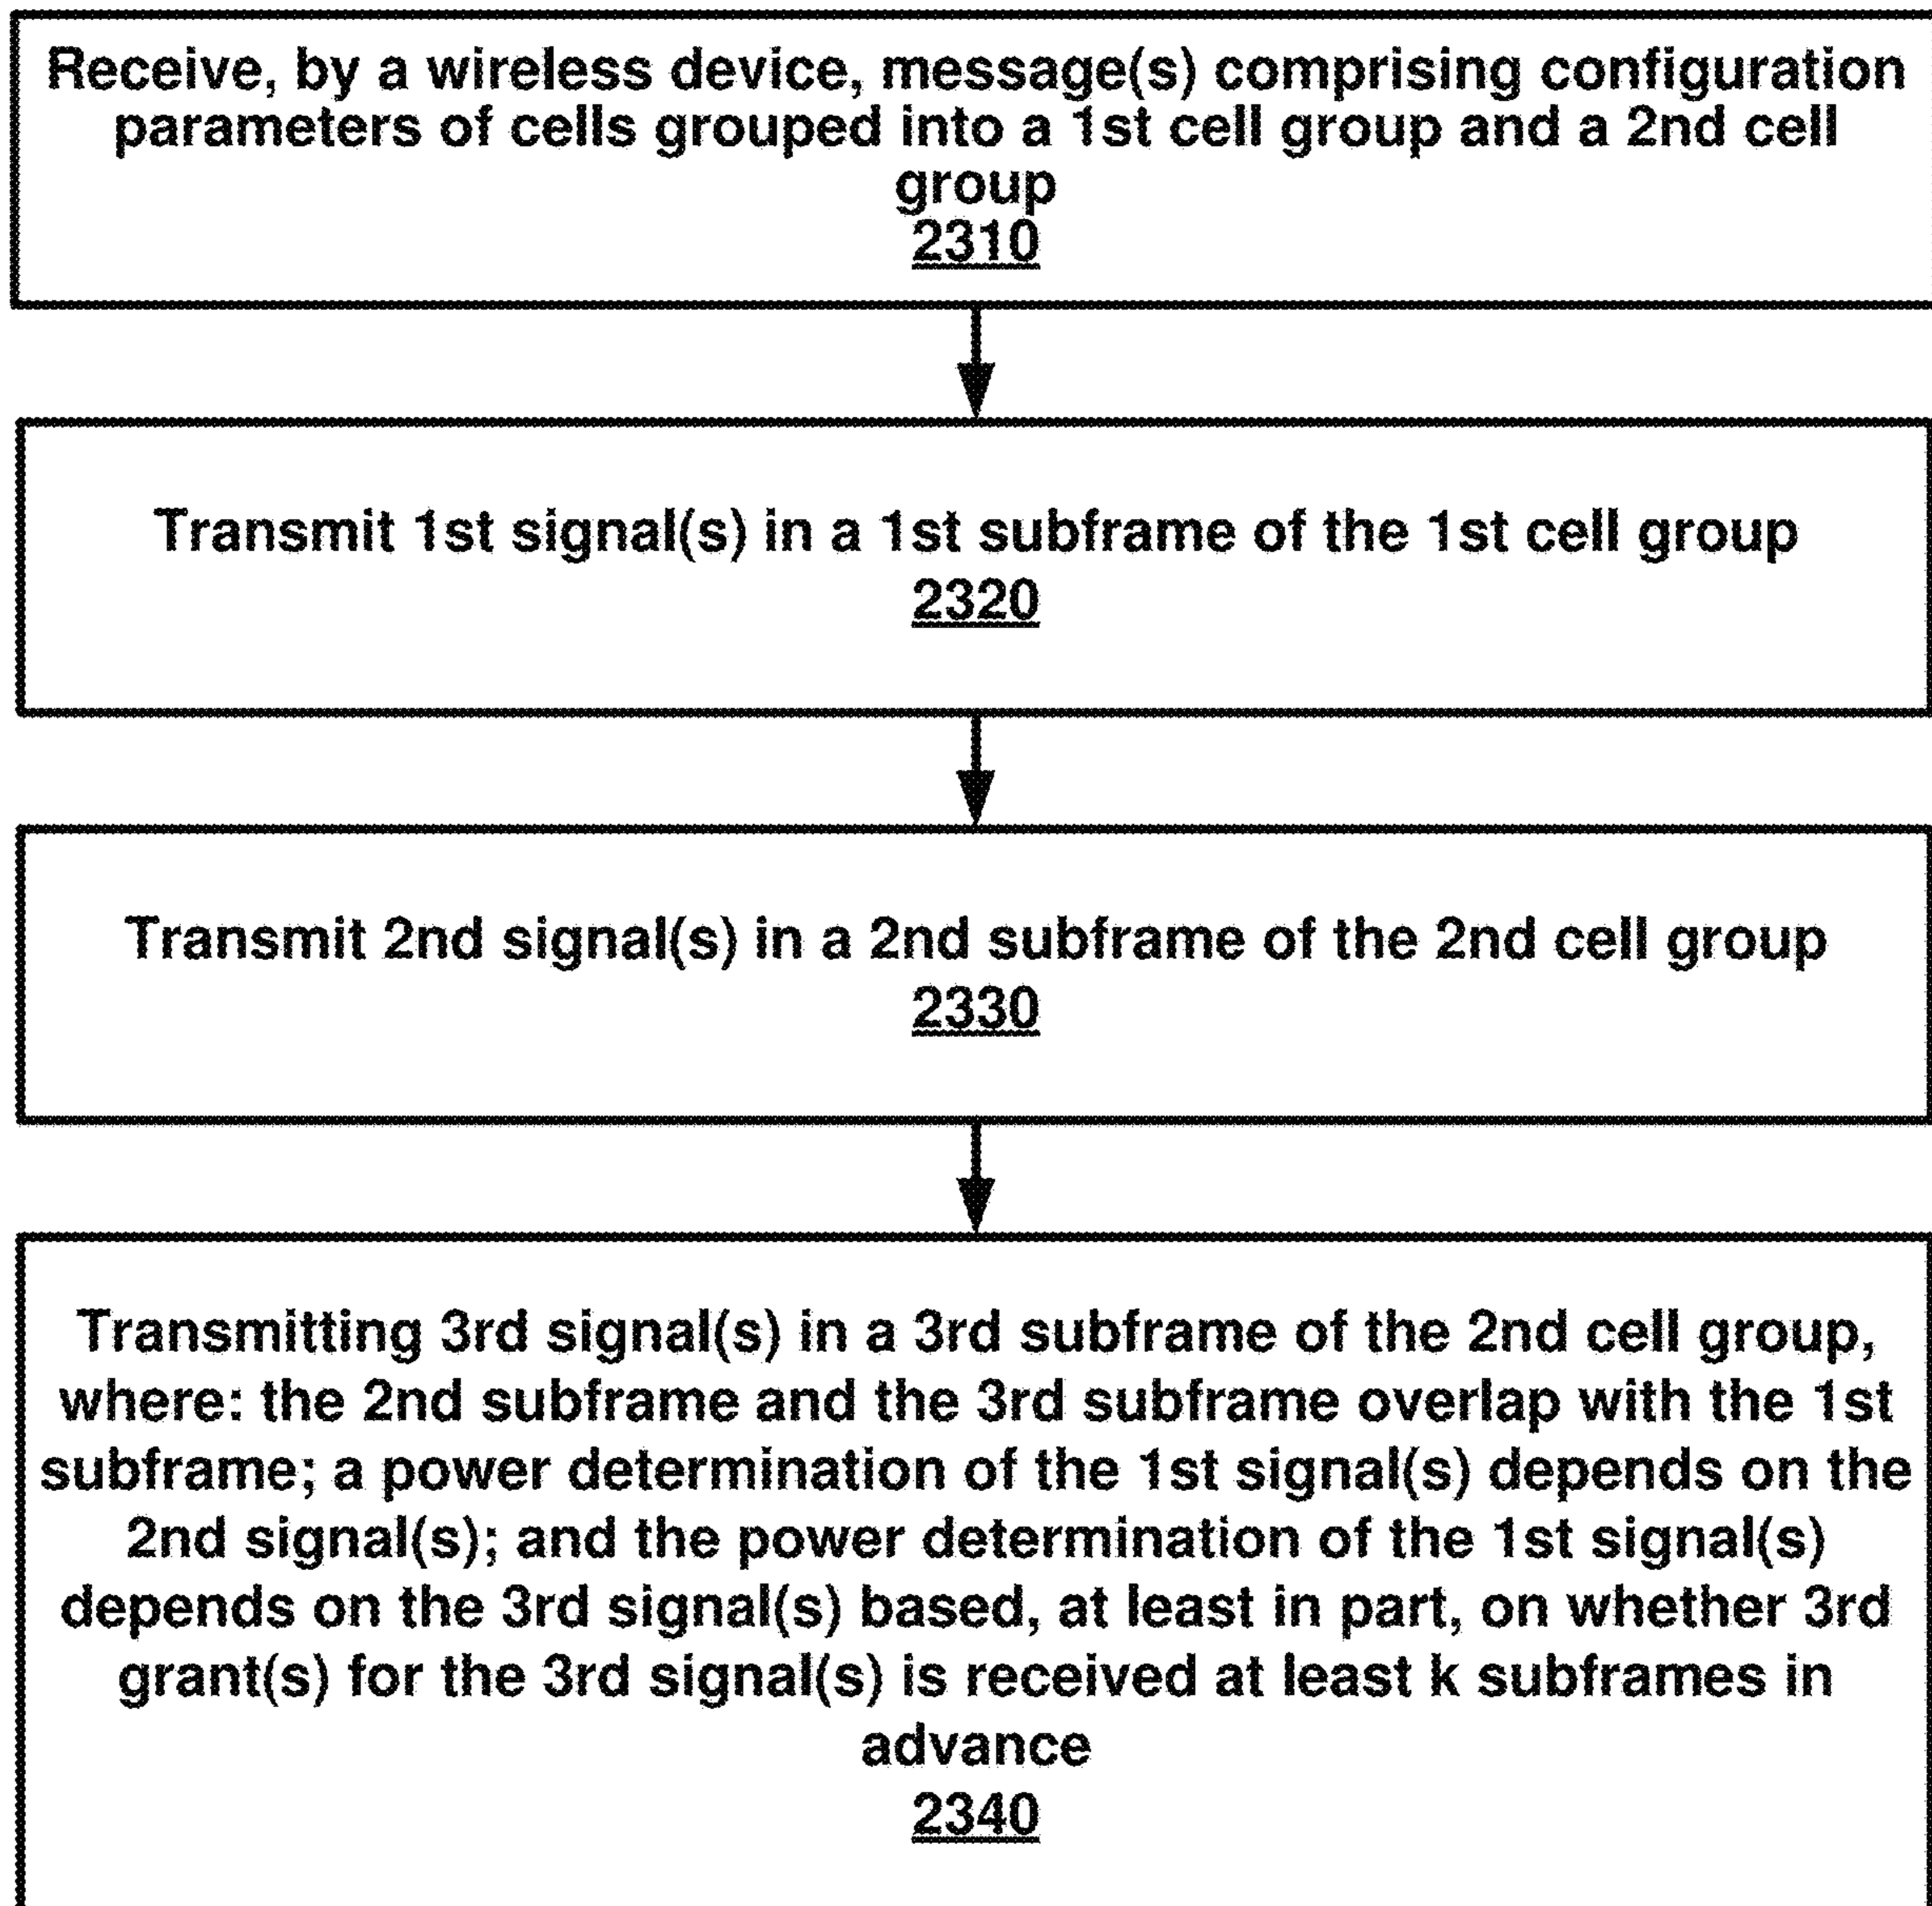 Receive, by a wireless device, message(s) comprising configuration
parameters of cells grouped into a 1st cell group and a 2nd cell
group
2310
Transmit 1st signal(s) in a 1st subframe of the 1st cell group
2320
Transmit 2nd signal(s) in a 2nd subframe of the 2nd cell group
2330
Transmitting 3rd signal(s) in a 3rd subframe of the 2nd cell group,
where: the 2nd subframe and the 3rd subframe overlap with the 1st
subframe; a power determination of the 1st signal(s) depends on the
2nd signal(s); and the power determination of the 1st signal(s)
depends on the 3rd signal(s) based, at least in part, on whether 3rd
grant(s) for the 3rd signal(s) is received at least k subframes in
advance
2340